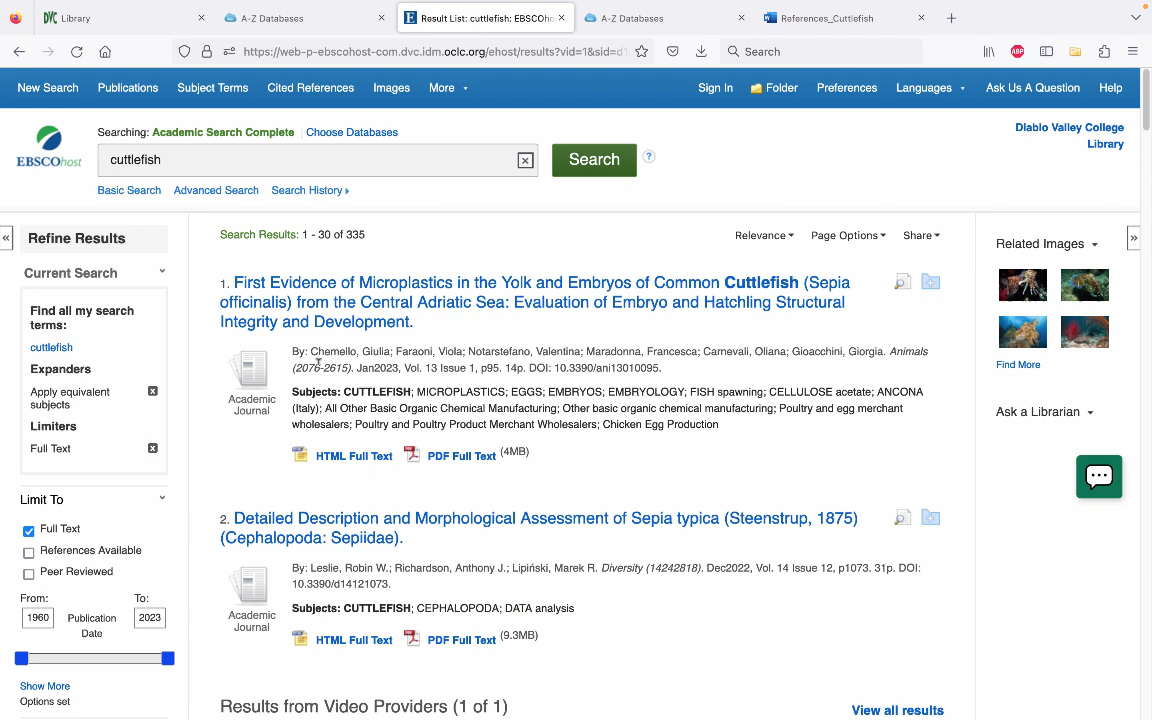 Library
A-Z Databases
Result List: cuttlefish: EBSCOho
A-Z Databases
References_Cuttlefish
https://web-p-ebscohost-com.dvc.idm.oclc.org/ehost/results?vid=1&sid=d1
Search
ABP
New Search Publications Subject Terms Cited References Images More
Sign In Folder Preferences Languages Ask Us A Question Help
EBSCOhost
Searching: Academic Search Complete Choose Databases
cuttlefish
Search
?
Basic Search Advanced Search Search History
Diablo Valley College
Library
«
Refine Results
Current Search
Find all my search
terms:
cuttlefish
Expanders
Apply equivalent
subjects
Limiters
Full Text
Limit To
Full Text
References Available
Peer Reviewed
From: To:
1960 Publication 2023
Date
Show More
Options set
Search Results: 1 - 30 of 335
Relevance Page Options Share
1. First Evidence of Microplastics in the Yolk and Embryos of Common Cuttlefish (Sepia
officinalis) from the Central Adriatic Sea: Evaluation of Embryo and Hatchling Structural
Integrity and Development.
Academic
Journal
By: Chemello, Giulia; Faraoni, Viola; Notarstefano, Valentina; Maradonna, Francesca; Carnevali, Oliana; Gioacchini, Giorgia. Animals
(2076-2615). Jan2023, Vol. 13 Issue 1, p95. 14p. DOI: 10.3390/ani13010095.
Subjects: CUTTLEFISH; MICROPLASTICS; EGGS; EMBRYOS; EMBRYOLOGY; FISH spawning; CELLULOSE acetate; ANCONA
(Italy); All Other Basic Organic Chemical Manufacturing; Other basic organic chemical manufacturing; Poultry and egg merchant
wholesalers; Poultry and Poultry Product Merchant Wholesalers; Chicken Egg Production
HTML Full Text PDF Full Text (4MB)
2. Detailed Description and Morphological Assessment of Sepia typica (Steenstrup, 1875)
(Cephalopoda: Sepiidae).
Academic
Journal
By: Leslie, Robin W.; Richardson, Anthony J.; Lipiński, Marek R. Diversity (14242818). Dec2022, Vol. 14 Issue 12, p1073. 31p. DOI:
10.3390/d14121073.
Subjects: CUTTLEFISH; CEPHALOPODA; DATA analysis
HTML Full Text PDF Full Text (9.3MB)
Results from Video Providers (1 of 1)
View all results
»
Related Images
Find More
Ask a Librarian